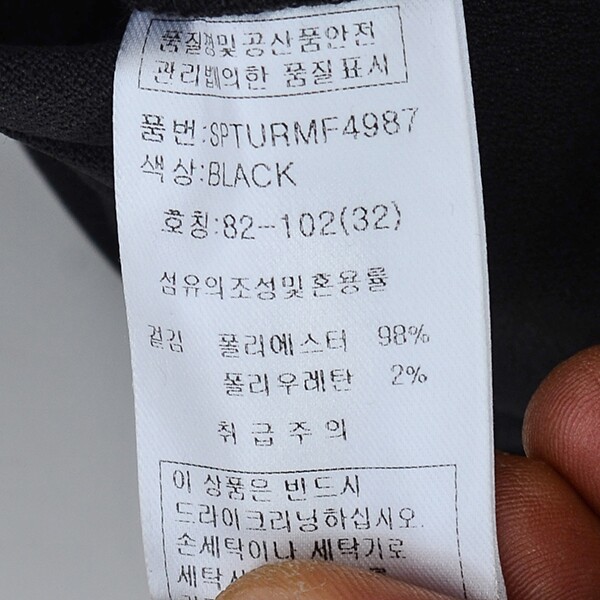 품질경영및공산품안전
관리법에의한 품질표시
품번:SPTURMF4987
색상:BLACK
호칭:82-102(32)
섬유의조성및혼용률
겉감 폴리에스터 98%
폴리우레탄 2%
취급주의
이 상품은 반드시
드라이크리닝하십시오.
손세탁이나 세탁기로
세탁